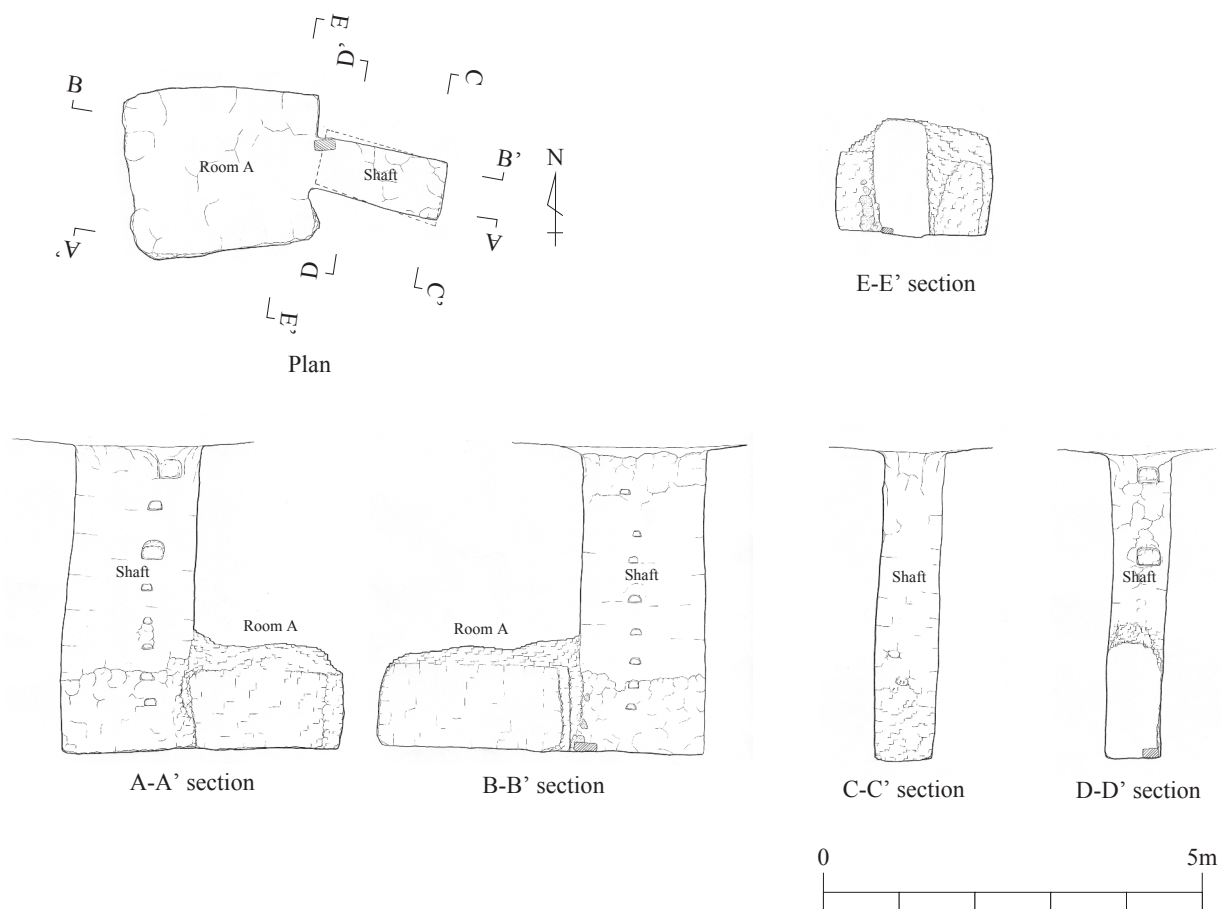 E
D’
C
B
B’
N
Room A
Shaft
A’
A
D
C’
E’
Plan
E-E’ section
Shaft
Room A
A-A’ section
Room A
Shaft
B-B’ section
Shaft
C-C’ section
Shaft
D-D’ section
0
5m